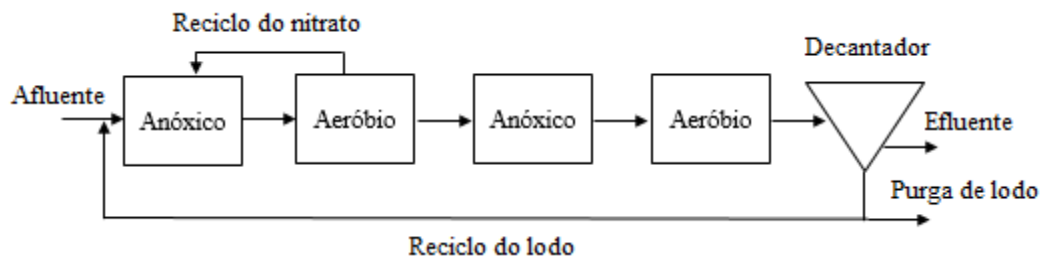 Reciclo do nitrato
Decantador
Afluente
Anóxico
Aeróbio
Anóxico
Aeróbio
Efluente
Purga de lodo
Reciclo do lodo